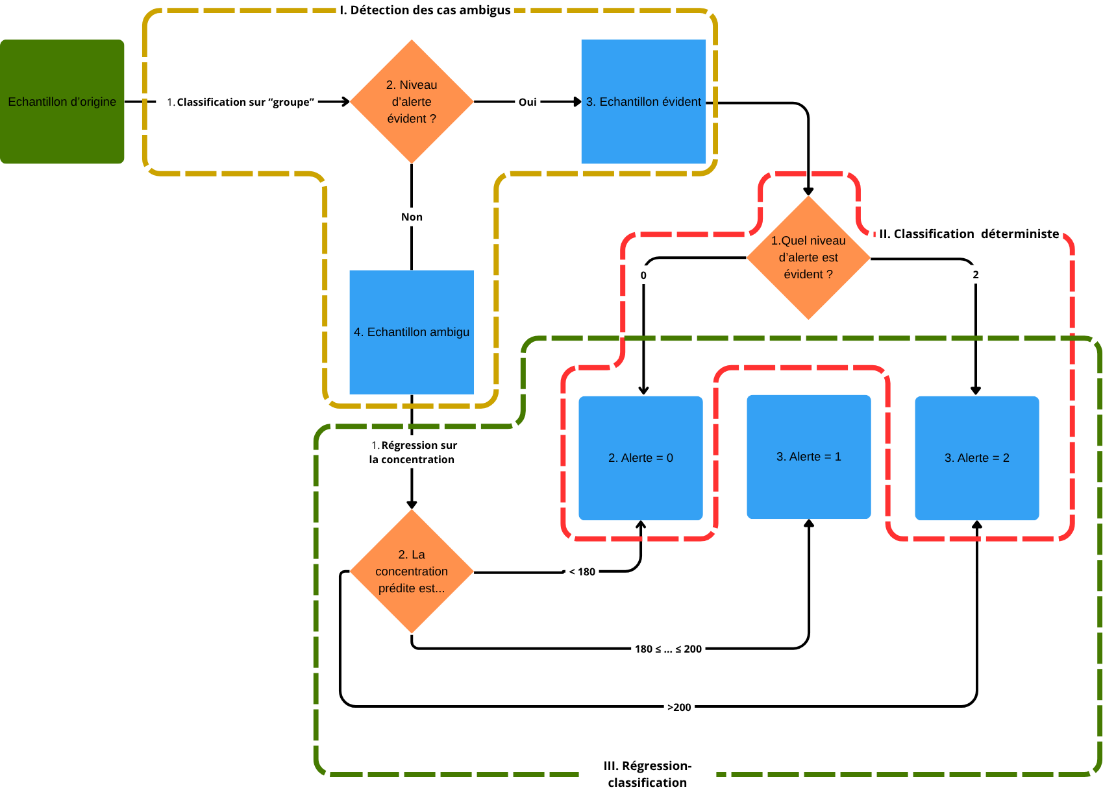 I. Détection des cas ambigus
Echantillon d'origine
1. Classification sur “groupe”
2. Niveau
d'alerte
évident ?
Oui
3. Echantillon évident
Non
4. Echantillon ambigu
II. Classification déterministe
1.Quel niveau
d'alerte est
évident ?
0
2
2. Alerte = 0
3. Alerte = 1
3. Alerte = 2
1. Régression sur
la concentration
2. La
concentration
prédite est...
< 180
180 ≤ ... ≤ 200
>200
III. Régression-
classification